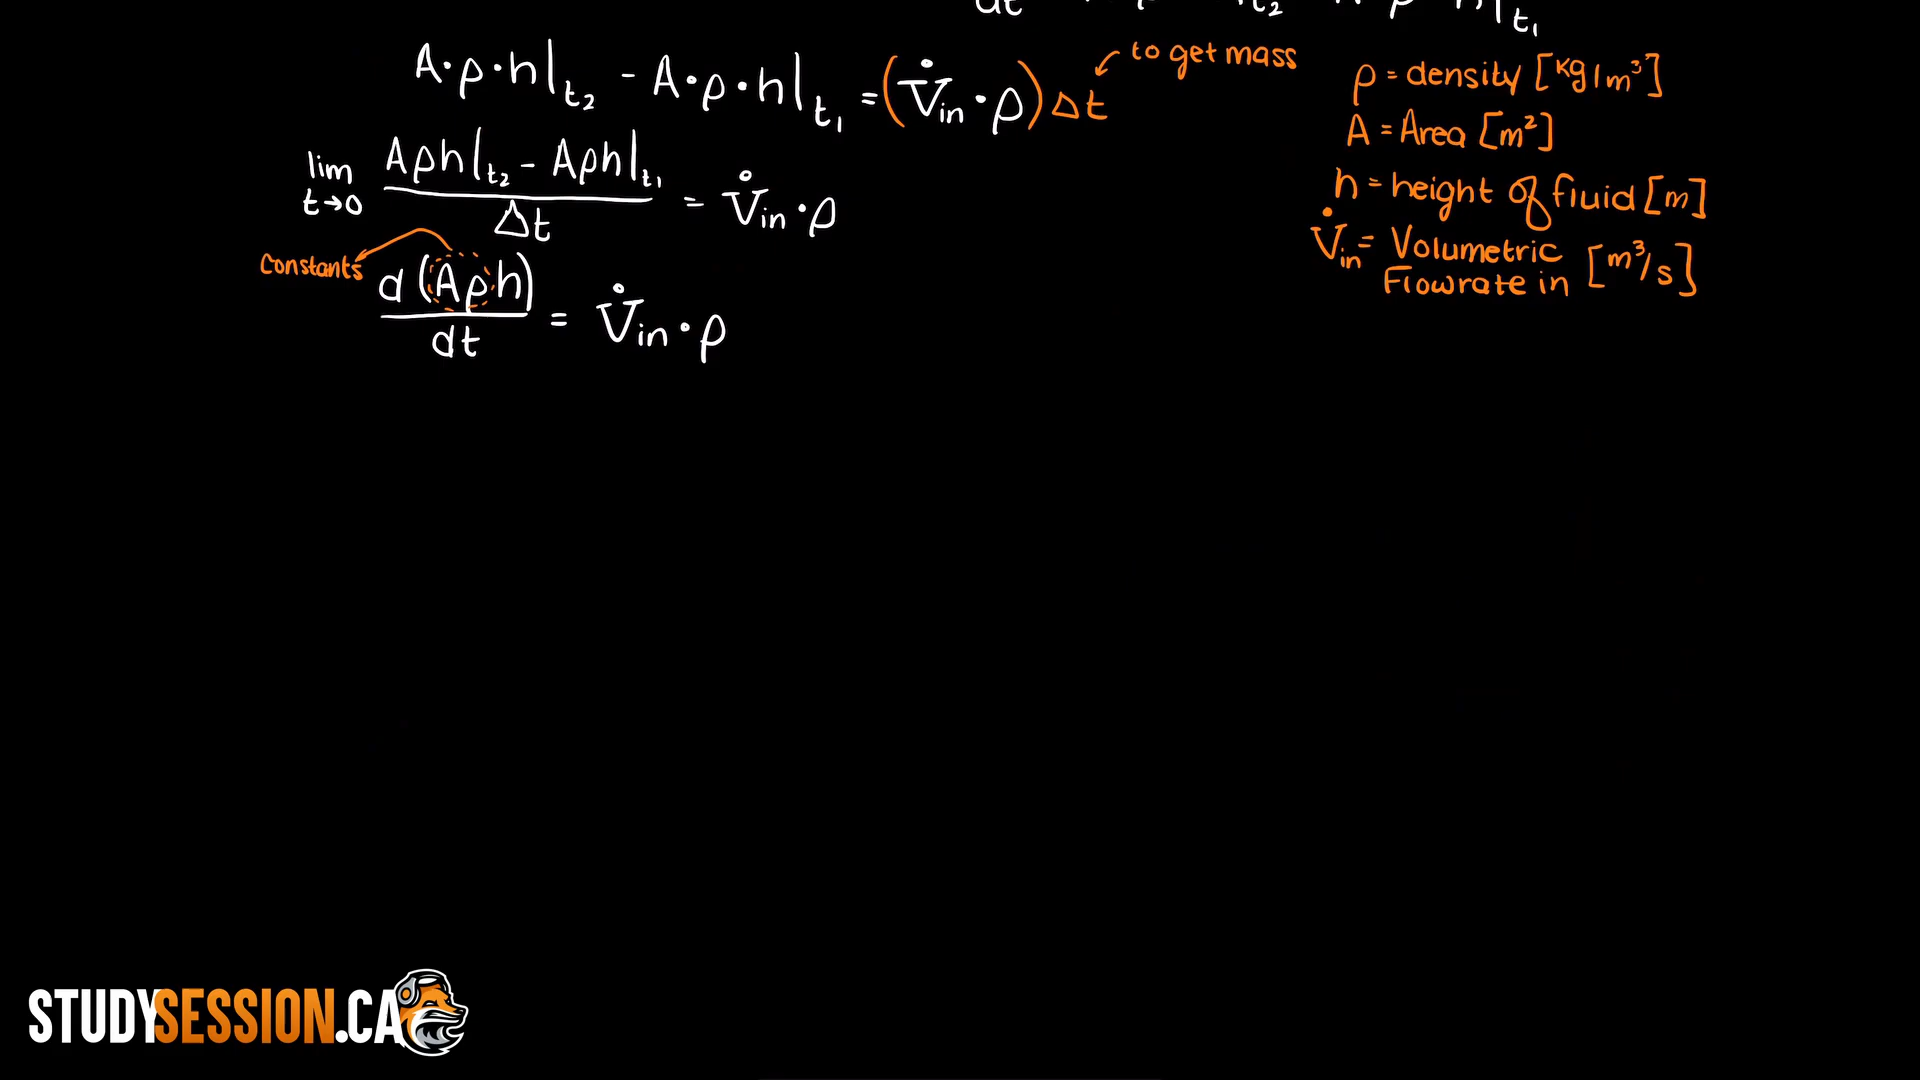 A·ρ·h|t₂ - A·ρ·h|t₁ = (V̇in·ρ)Δt
to get mass
lim t→0 Aρh|t₂ - Aρh|t₁ / Δt = V̇in·ρ
constants
d(Aρh) / dt = V̇in·ρ
ρ = density [kg/m³]
A = Area [m²]
h = height of fluid [m]
V̇in = Volumetric
Flowrate in [m³/s]
STUDYSESSION.CA